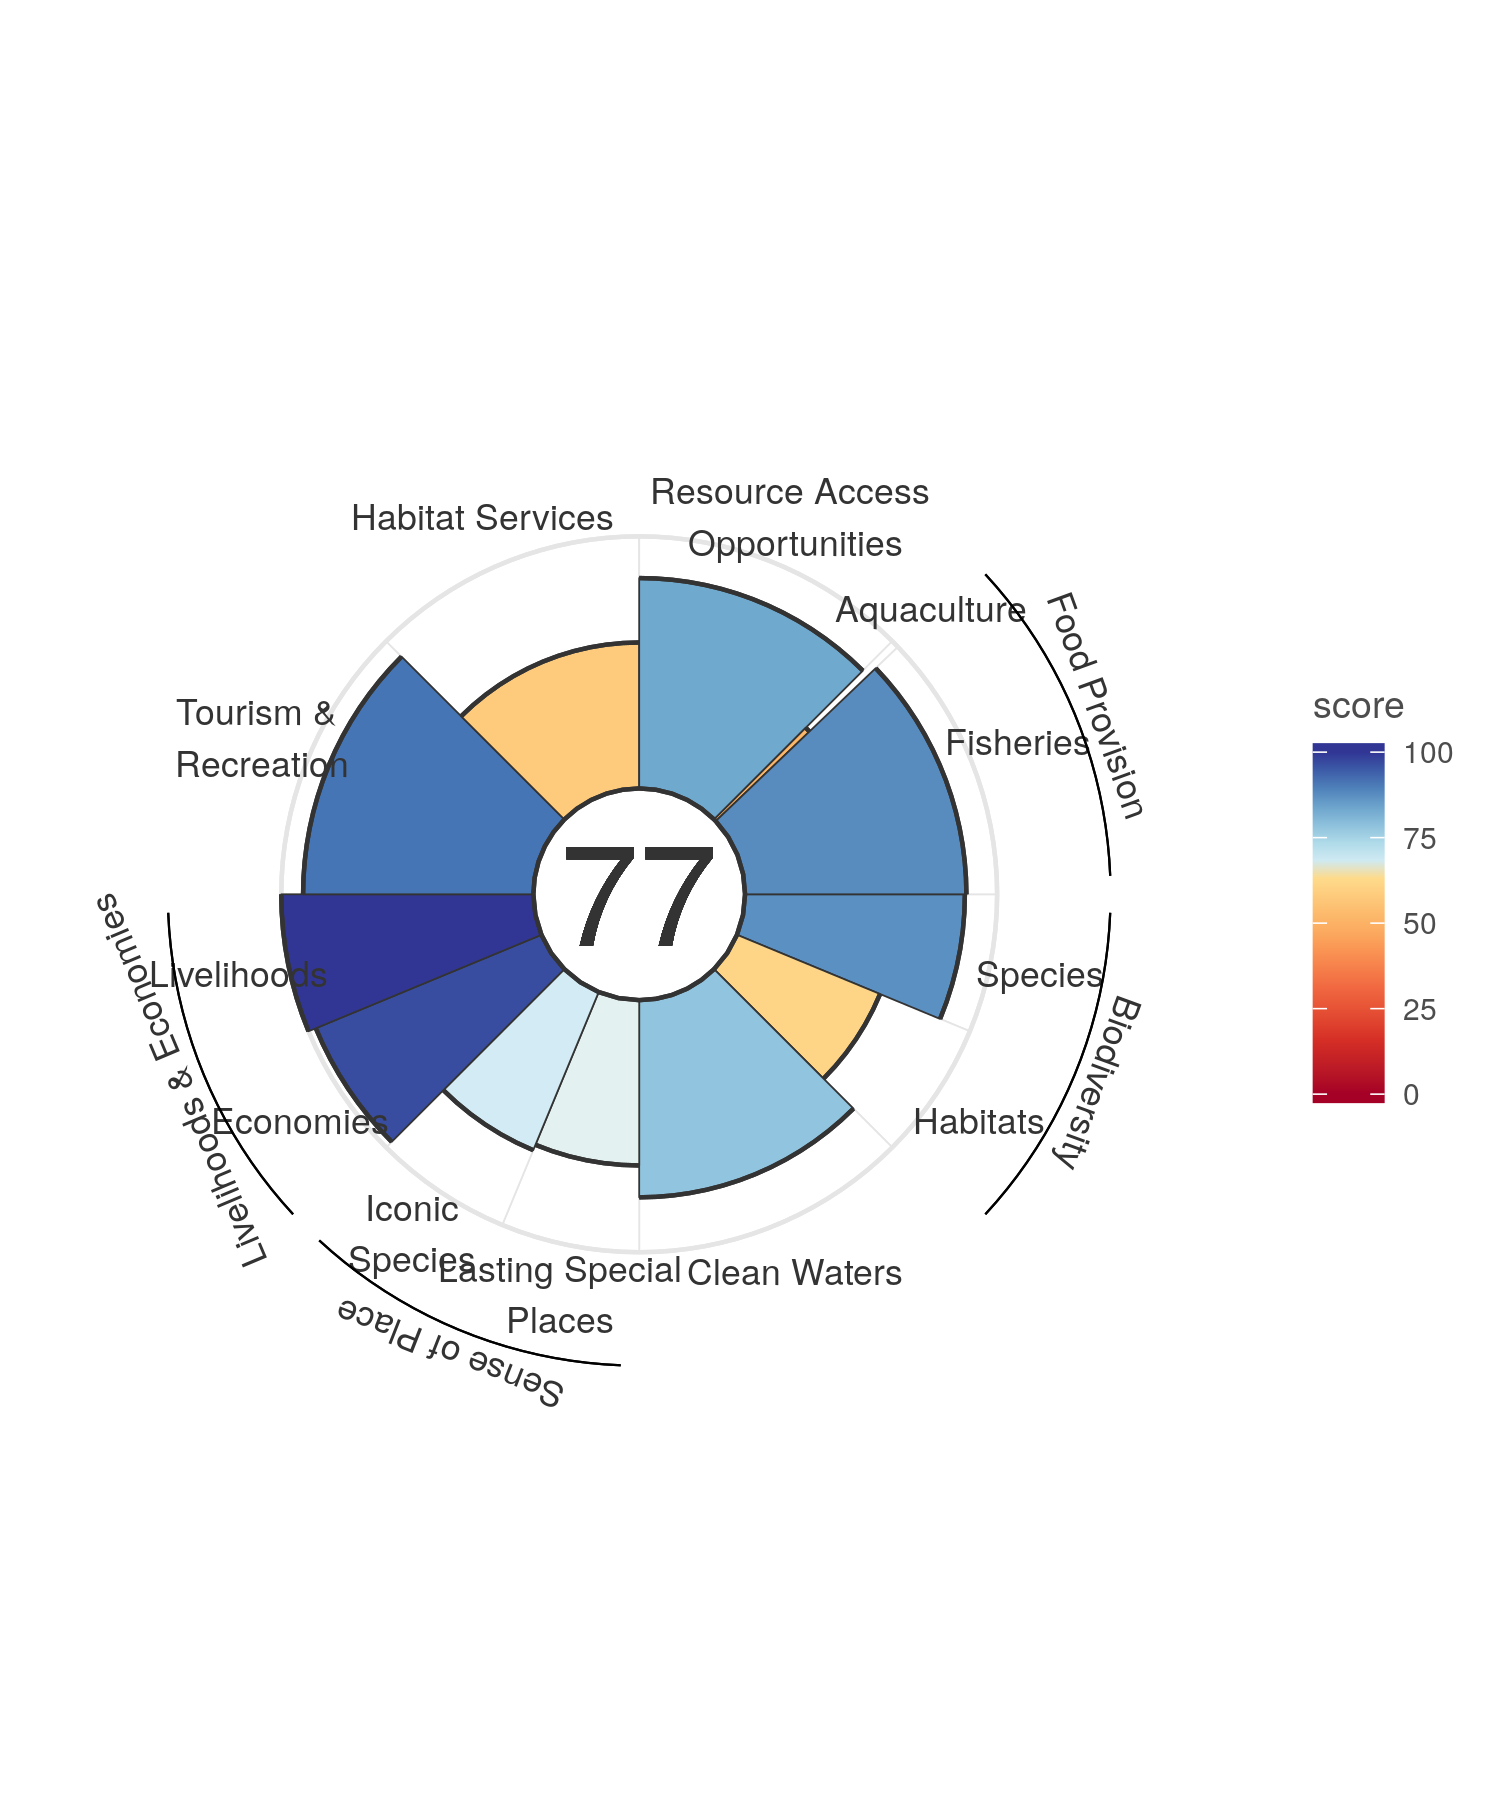 Resource Access
Opportunities
Habitat Services
Aquaculture
Food Provision
Tourism &
Recreation
Fisheries
score
100
75
50
25
0
77
Livelihoods
Livelihoods & Economies
Species
Biodiversity
Economies
Habitats
Iconic
Species
Lasting Special
Places
Clean Waters
Sense of Place